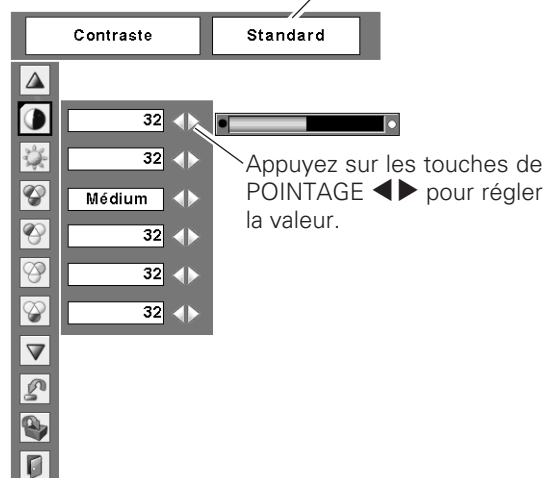 Contraste Standard
32
32
Appuyez sur les touches de
POINTAGE ◀▶ pour régler
la valeur.
Médium
32
32
32